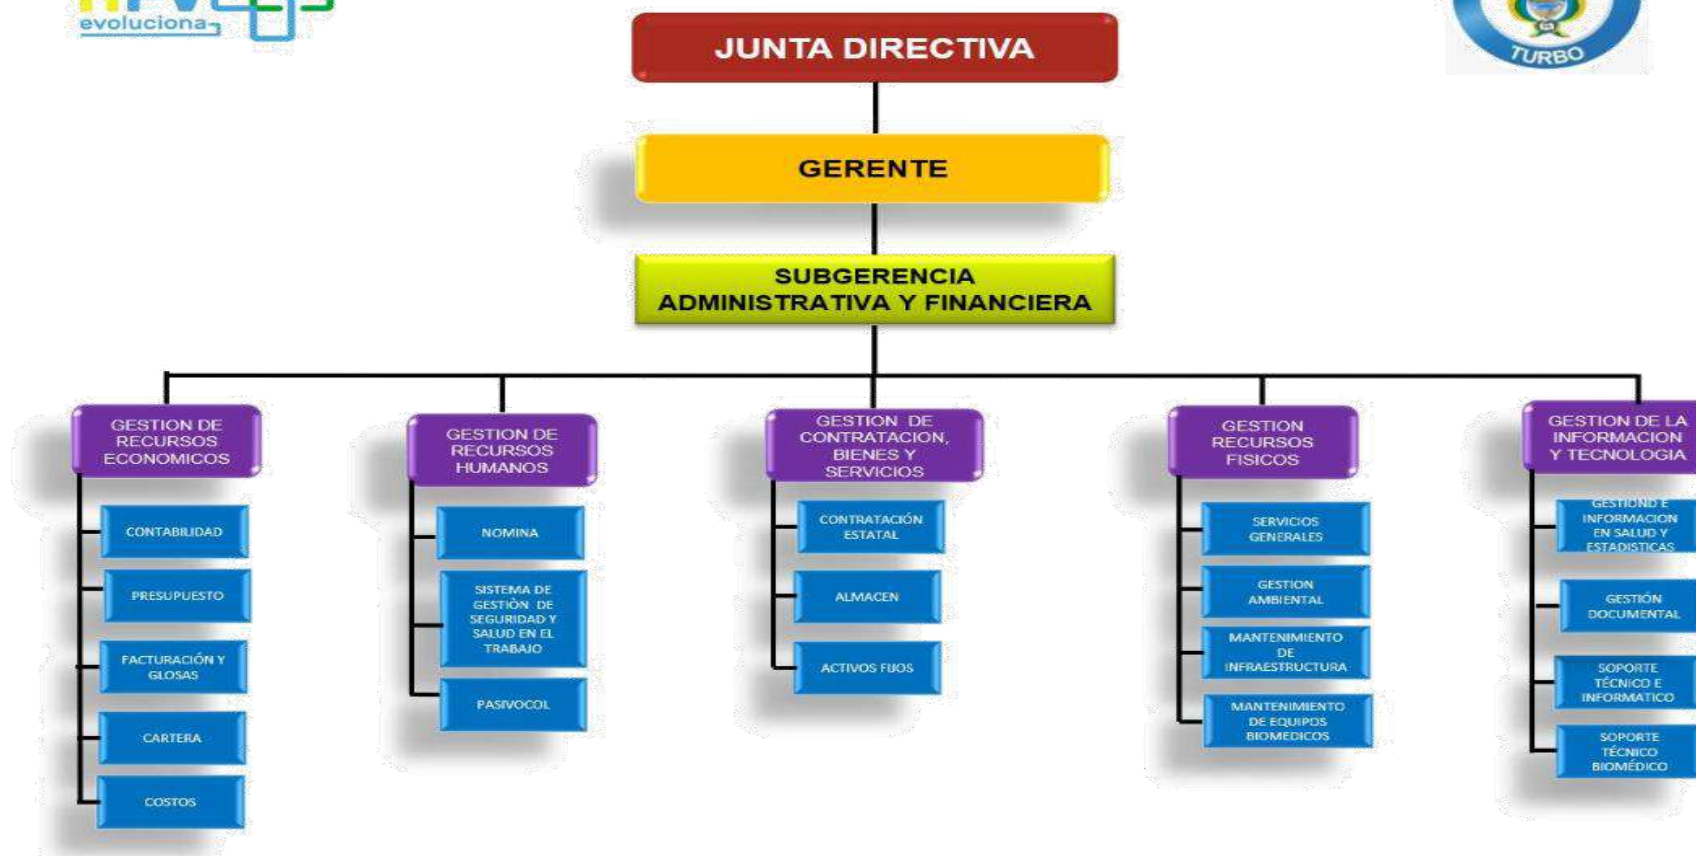 evoluciona
TURBO
JUNTA DIRECTIVA
GERENTE
SUBGERENCIA
ADMINISTRATIVA Y FINANCIERA
GESTION DE
RECURSOS
ECONOMICOS
CONTABILIDAD
PRESUPUESTO
FACTURACIÓN Y
GLOSAS
CARTERA
COSTOS
GESTION DE
RECURSOS
HUMANOS
NOMINA
SISTEMA DE
GESTIÒN DE
SEGURIDAD Y
SALUD EN EL
TRABAJO
PASIVOCOL
GESTION DE
CONTRATACION,
BIENES Y
SERVICIOS
CONTRATACIÓN
ESTATAL
ALMACEN
ACTIVOS FIJOS
GESTION
RECURSOS
FISICOS
SERVICIOS
GENERALES
GESTION
AMBIENTAL
MANTENIMIENTO
DE
INFRAESTRUCTURA
MANTENIMIENTO
DE EQUIPOS
BIOMEDICOS
GESTION DE LA
INFORMACION
Y TECNOLOGIA
GESTIOND E
INFORMACION
EN SALUD Y
ESTADISTICAS
GESTIÓN
DOCUMENTAL
SOPORTE
TÉCNICO E
INFORMATICO
SOPORTE
TÉCNICO
BIOMÉDICO